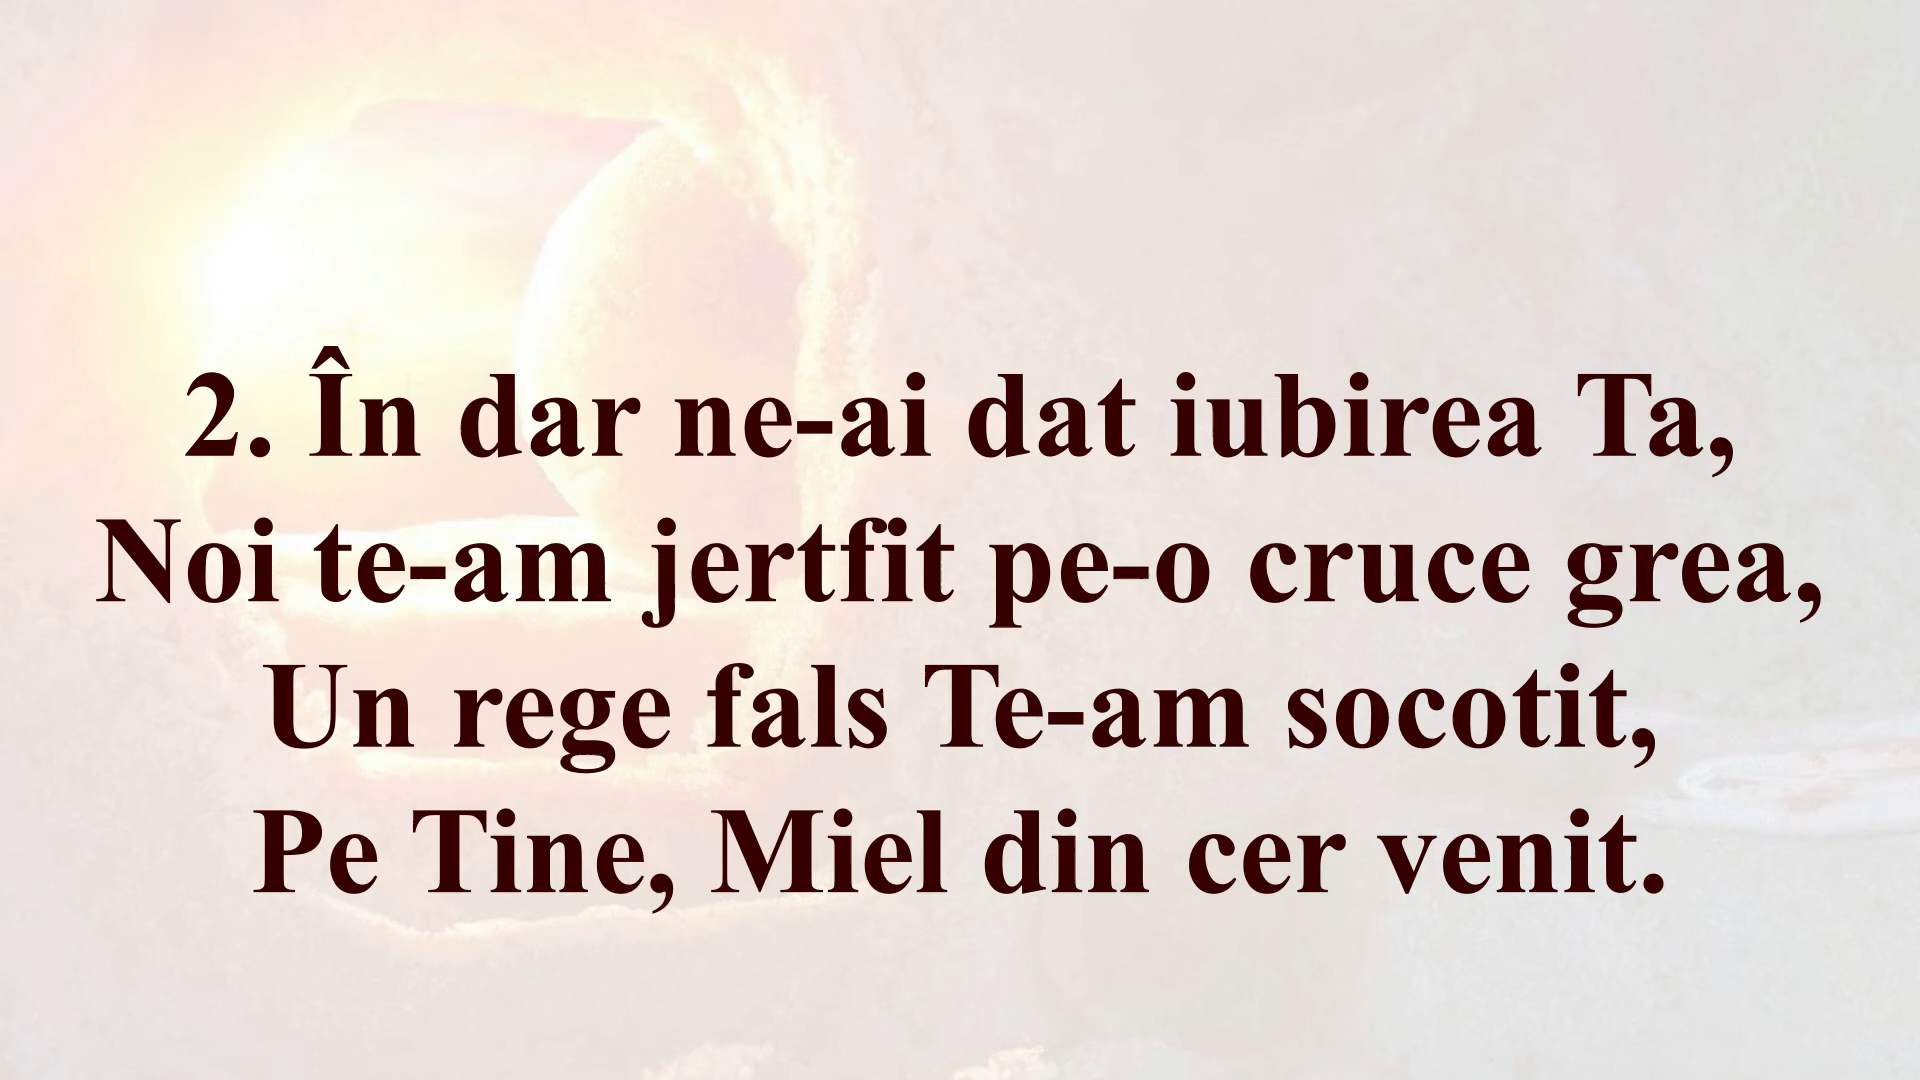 2. În dar ne-ai dat iubirea Ta,
Noi te-am jertfit pe-o cruce grea,
Un rege fals Te-am socotit,
Pe Tine, Miel din cer venit.